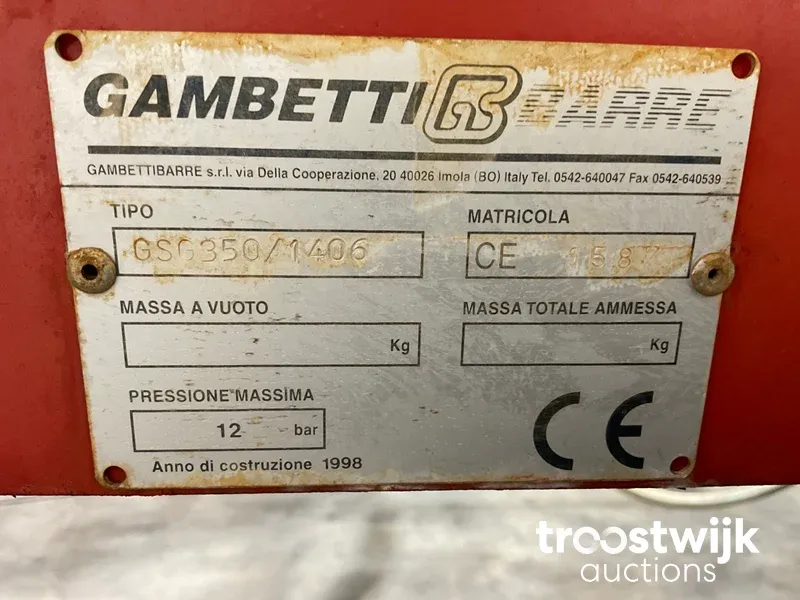 GAMBETTI GB BARRE
GAMBETTIBARRE s.r.l. via Della Cooperazione, 20 40026 Imola (BO) Italy Tel. 0542-640047 Fax 0542-640539
TIPO
GSG350/1406
MATRICOLA
CE 158
MASSA A VUOTO
Kg
MASSA TOTALE AMMESSA
Kg
PRESSIONE MASSIMA
12 bar
CE
Anno di costruzione 1998
troostwijk
auctions